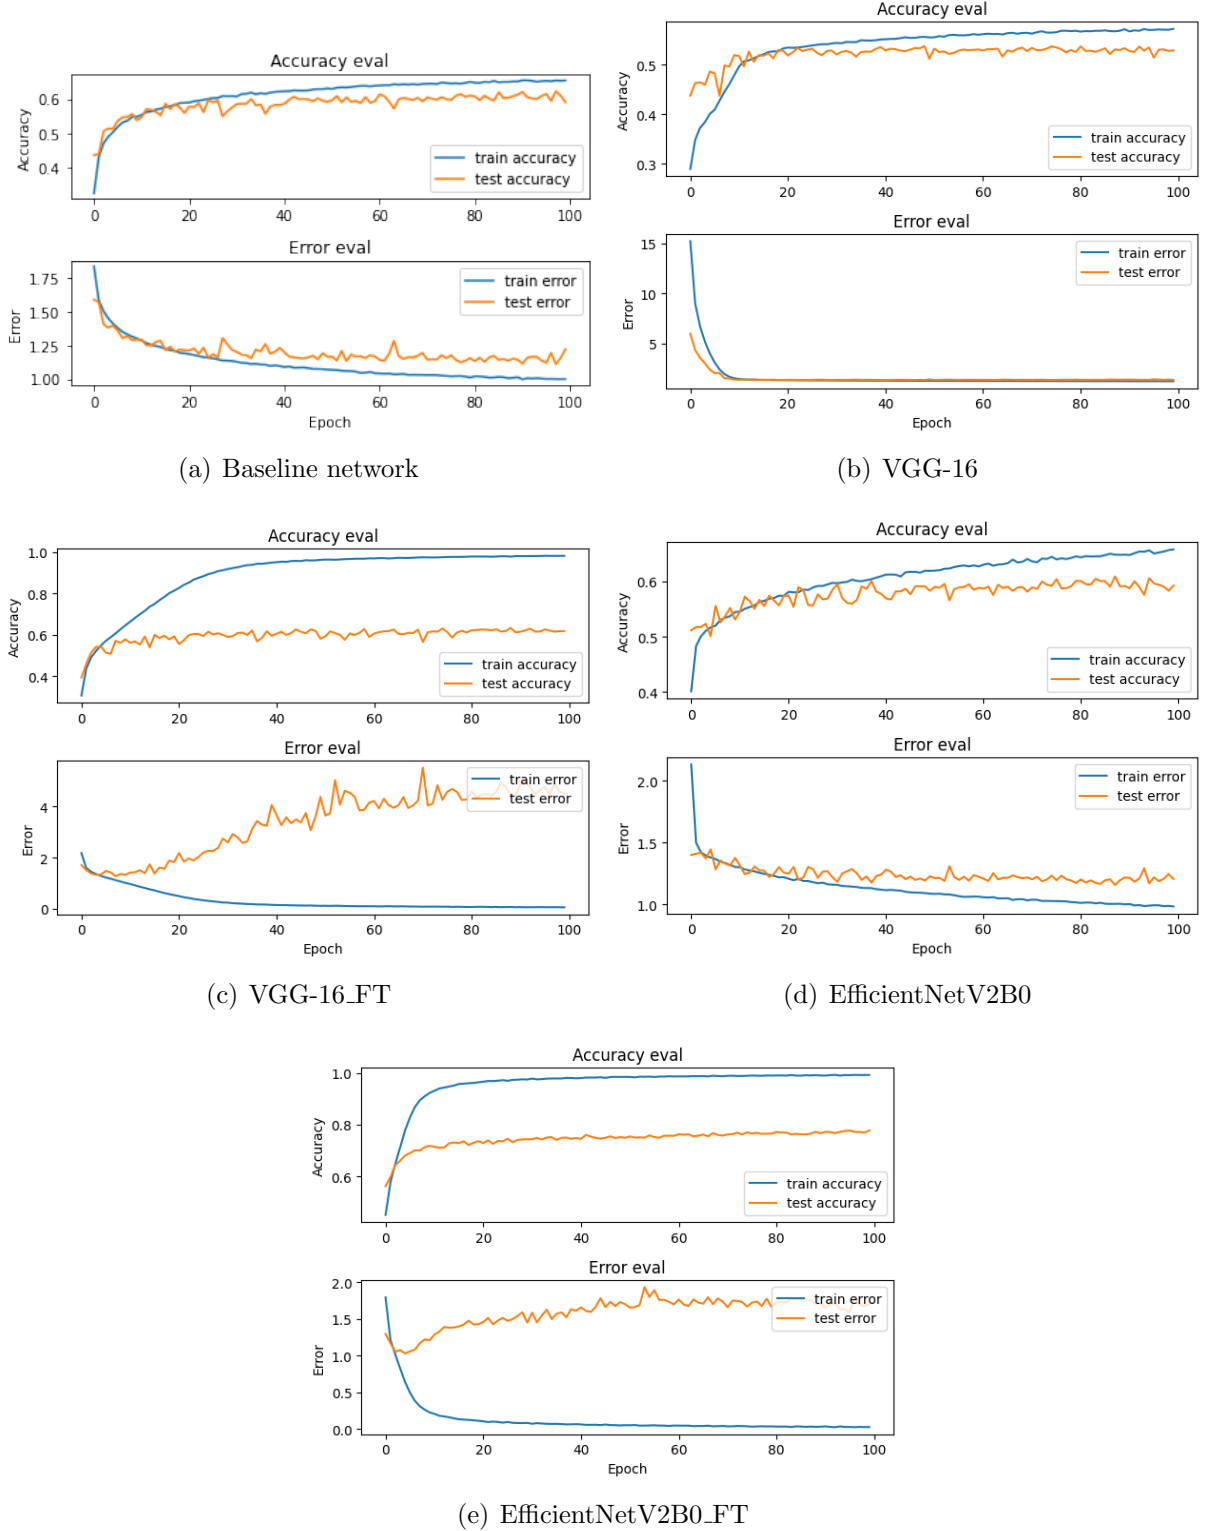 Accuracy eval
Accuracy
0.6
0.5
0.4
train accuracy
test accuracy
0 20 40 60 80 100
Error eval
Error
1.75
1.50
1.25
1.00
train error
test error
0 20 40 60 80 100
Epoch
(a) Baseline network
Accuracy eval
Accuracy
0.5
0.4
0.3
train accuracy
test accuracy
0 20 40 60 80 100
Error eval
Error
15
10
5
train error
test error
0 20 40 60 80 100
Epoch
(b) VGG-16
Accuracy eval
Accuracy
1.0
0.8
0.6
0.4
train accuracy
test accuracy
0 20 40 60 80 100
Error eval
Error
4
2
0
train error
test error
0 20 40 60 80 100
Epoch
(c) VGG-16_FT
Accuracy eval
Accuracy
0.6
0.5
0.4
train accuracy
test accuracy
0 20 40 60 80 100
Error eval
Error
2.0
1.5
1.0
train error
test error
0 20 40 60 80 100
Epoch
(d) EfficientNetV2B0
Accuracy eval
Accuracy
1.0
0.8
0.6
train accuracy
test accuracy
0 20 40 60 80 100
Error eval
Error
2.0
1.5
1.0
0.5
0.0
train error
test error
0 20 40 60 80 100
Epoch
(e) EfficientNetV2B0_FT